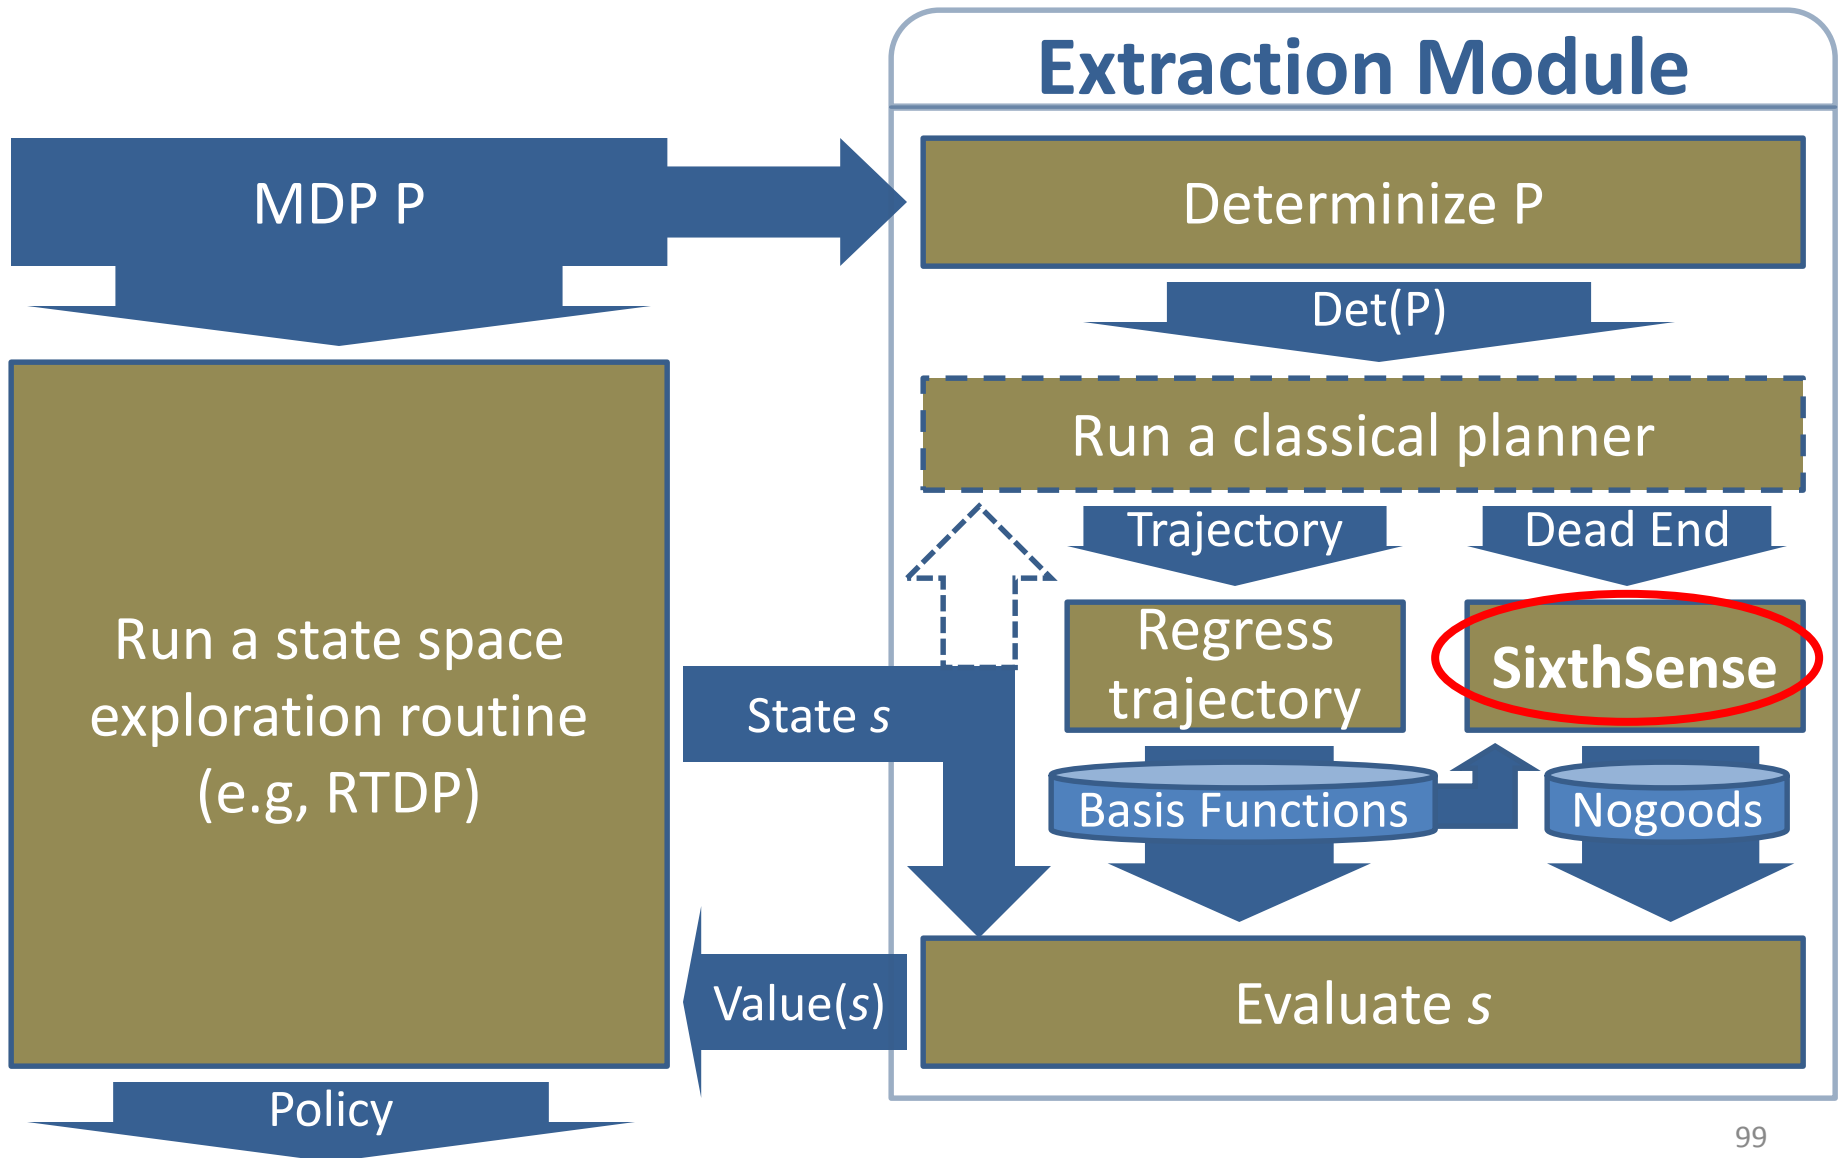 Extraction Module
MDP P
Determinize P
Det(P)
Run a classical planner
Trajectory
Dead End
Run a state space
exploration routine
(e.g, RTDP)
State s
Regress
trajectory
SixthSense
Basis Functions
Nogoods
Value(s)
Evaluate s
Policy
99